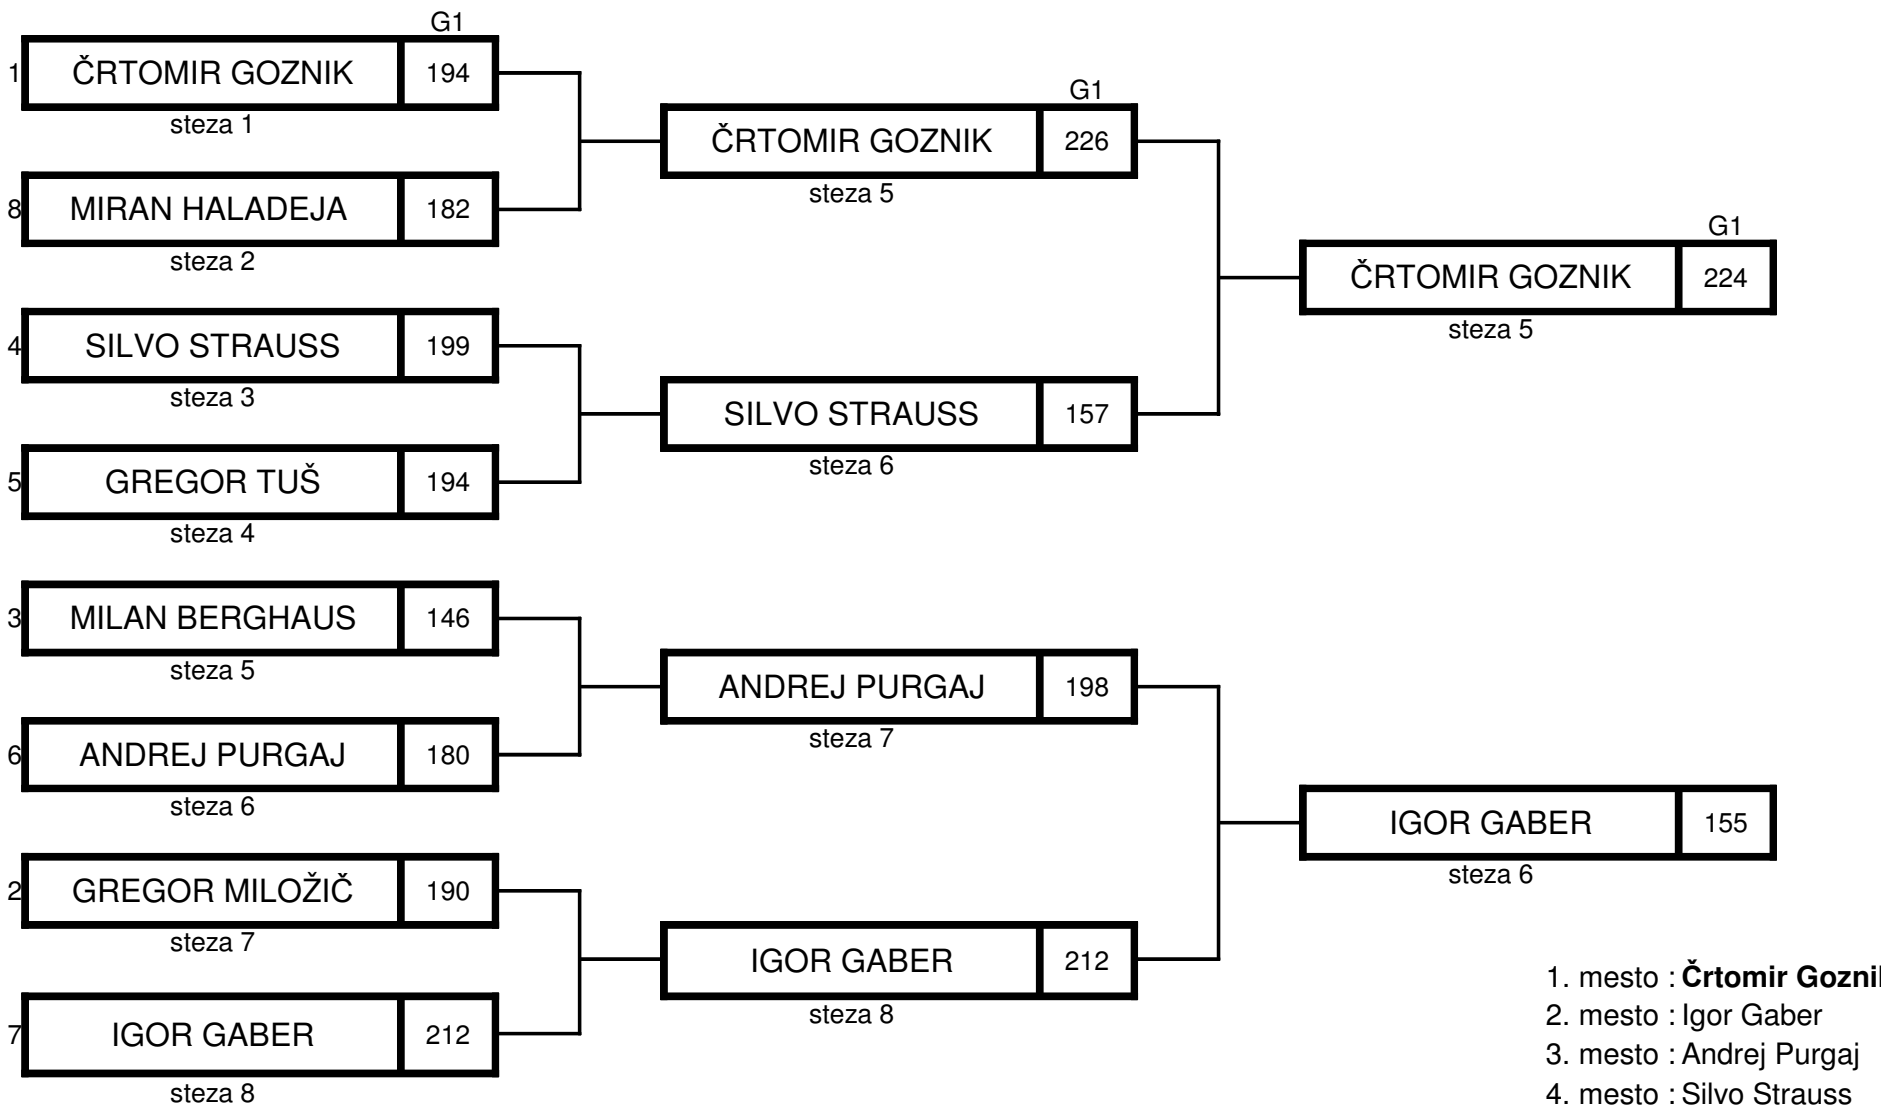 G1
1 ČRTOMIR GOZNIK 194
steza 1
8 MIRAN HALADEJA 182
steza 2
4 SILVO STRAUSS 199
steza 3
5 GREGOR TUŠ 194
steza 4
3 MILAN BERGHAUS 146
steza 5
6 ANDREJ PURGAJ 180
steza 6
2 GREGOR MILOŽIČ 190
steza 7
7 IGOR GABER 212
steza 8
G1
ČRTOMIR GOZNIK 226
steza 5
SILVO STRAUSS 157
steza 6
ANDREJ PURGAJ 198
steza 7
IGOR GABER 212
steza 8
G1
ČRTOMIR GOZNIK 224
steza 5
IGOR GABER 155
steza 6
1. mesto : Črtomir Goznik
2. mesto : Igor Gaber
3. mesto : Andrej Purgaj
4. mesto : Silvo Strauss